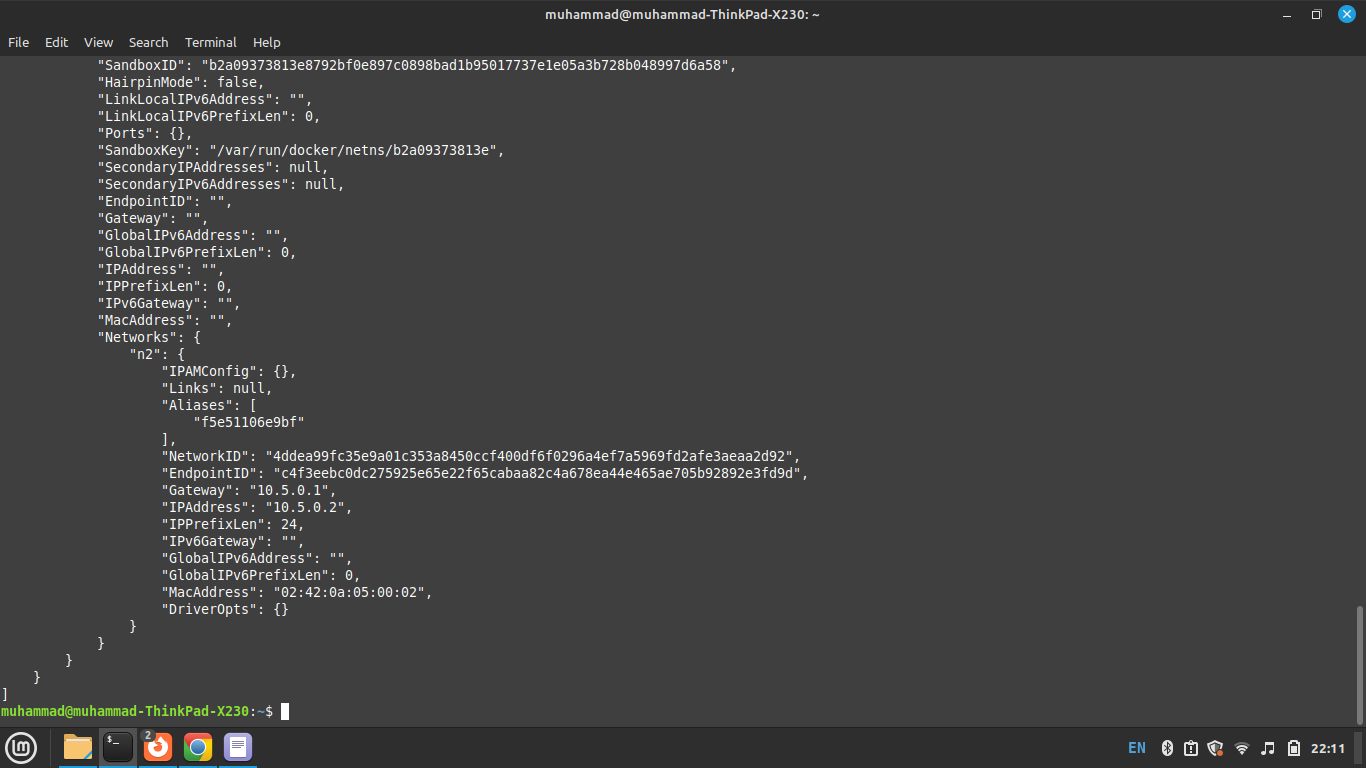 muhammad@muhammad-ThinkPad-X230: ~
File Edit View Search Terminal Help
"SandboxID": "b2a09373813e8792bf0e897c0898bad1b95017737e1e05a3b728b048997d6a58",
"HairpinMode": false,
"LinkLocalIPv6Address": "",
"LinkLocalIPv6PrefixLen": 0,
"Ports": {},
"SandboxKey": "/var/run/docker/netns/b2a09373813e",
"SecondaryIPAddresses": null,
"SecondaryIPv6Addresses": null,
"EndpointID": "",
"Gateway": "",
"GlobalIPv6Address": "",
"GlobalIPv6PrefixLen": 0,
"IPAddress": "",
"IPPrefixLen": 0,
"IPv6Gateway": "",
"MacAddress": "",
"Networks": {
"n2": {
"IPAMConfig": {},
"Links": null,
"Aliases": [
"f5e51106e9bf"
],
"NetworkID": "4ddea99fc35e9a01c353a8450ccf400df6f0296a4ef7a5969fd2afe3aeaa2d92",
"EndpointID": "c4f3eebc0dc275925e65e22f65cabaa82c4a678ea44e465ae705b92892e3fd9d",
"Gateway": "10.5.0.1",
"IPAddress": "10.5.0.2",
"IPPrefixLen": 24,
"IPv6Gateway": "",
"GlobalIPv6Address": "",
"GlobalIPv6PrefixLen": 0,
"MacAddress": "02:42:0a:05:00:02",
"DriverOpts": {}
}
}
}
}
]
muhammad@muhammad-ThinkPad-X230:~$
2
EN 22:11